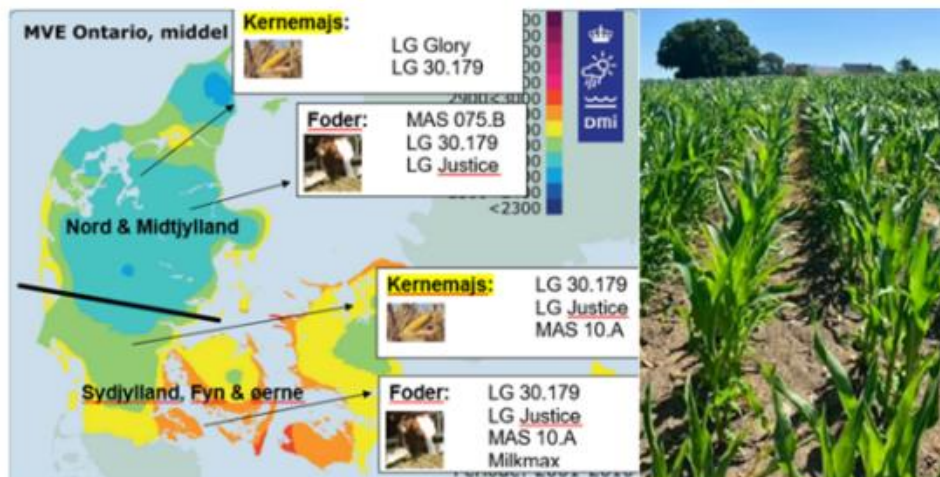 MVE Ontario, middel
Kernemajs:
LG Glory
LG 30.179
2900<3000
<2300
DMI
Foder:
MAS 075.B
LG 30.179
LG Justice
Nord & Midtjylland
Kernemajs:
LG 30.179
LG Justice
MAS 10.A
Sydjylland, Fyn & øerne
Foder:
LG 30.179
LG Justice
MAS 10.A
Milkmax